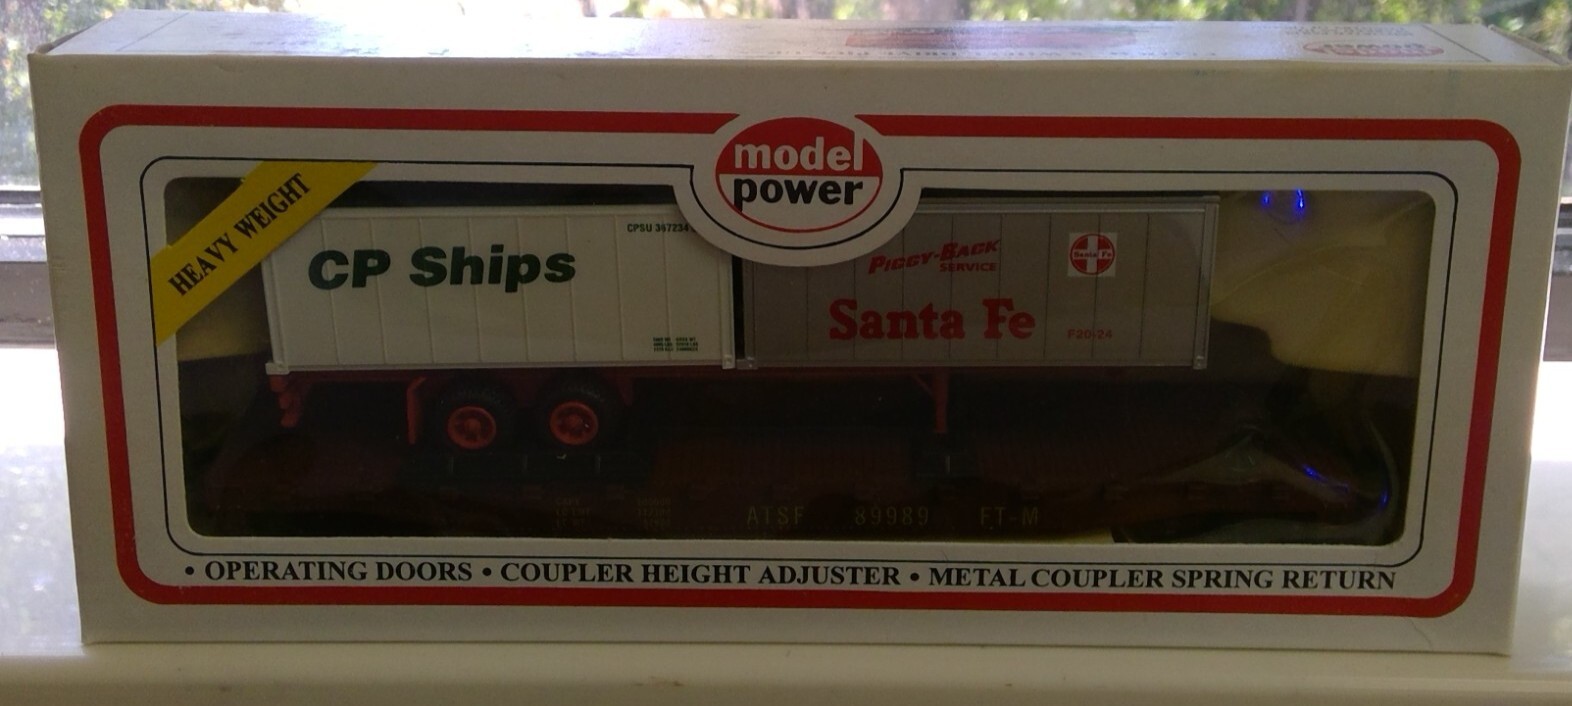 model
power
HEAVY WEIGHT
CP Ships
CPSU 367234
PIGGY-BACK
SERVICE
Santa Fe
Santa Fe
P20-24
ATSF 89989 FT-M
• OPERATING DOORS • COUPLER HEIGHT ADJUSTER • METAL COUPLER SPRING RETURN